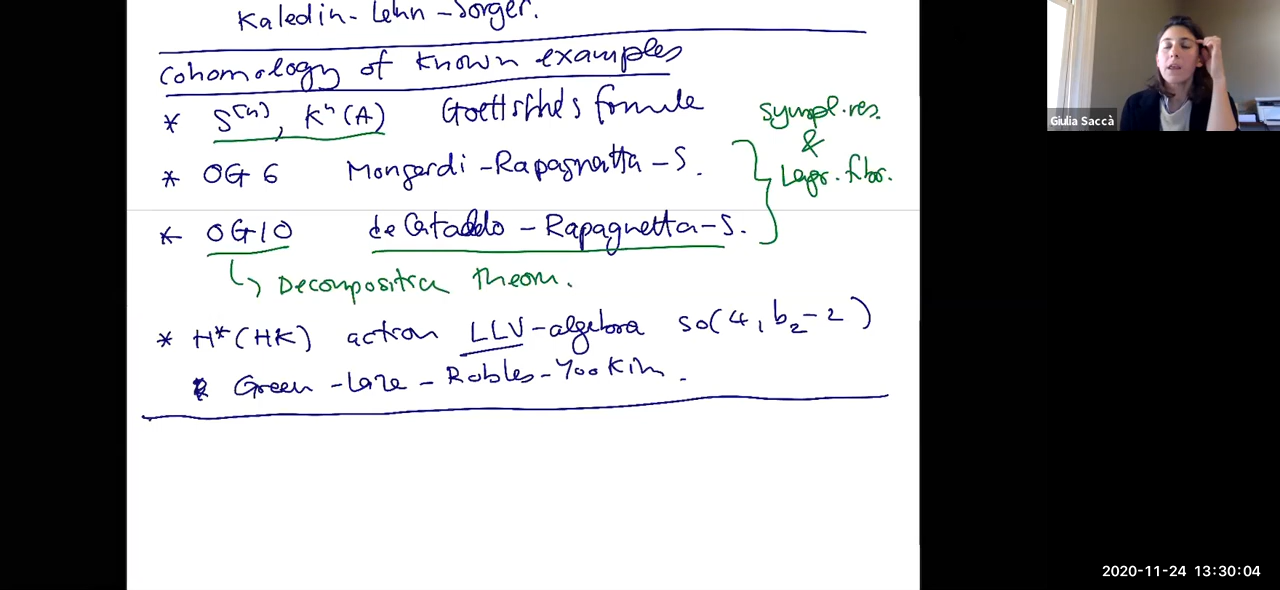 Kaledin - Lehn - Sorger.
cohomology of known examples
* S^[n], K^n(A) Goettsche's formule
* OG 6 Mongardi - Rapagnetta - S.
sympl. res. & Lagr. fibr.
* OG10 de Cataldo - Rapagnetta - S.
↳ Decomposition theorem.
* H*(HK) action LLV-algebra so(4, b₂-2)
Green - Laza - Robles - Yoo Kim.
Giulia Saccà
2020-11-24 13:30:04